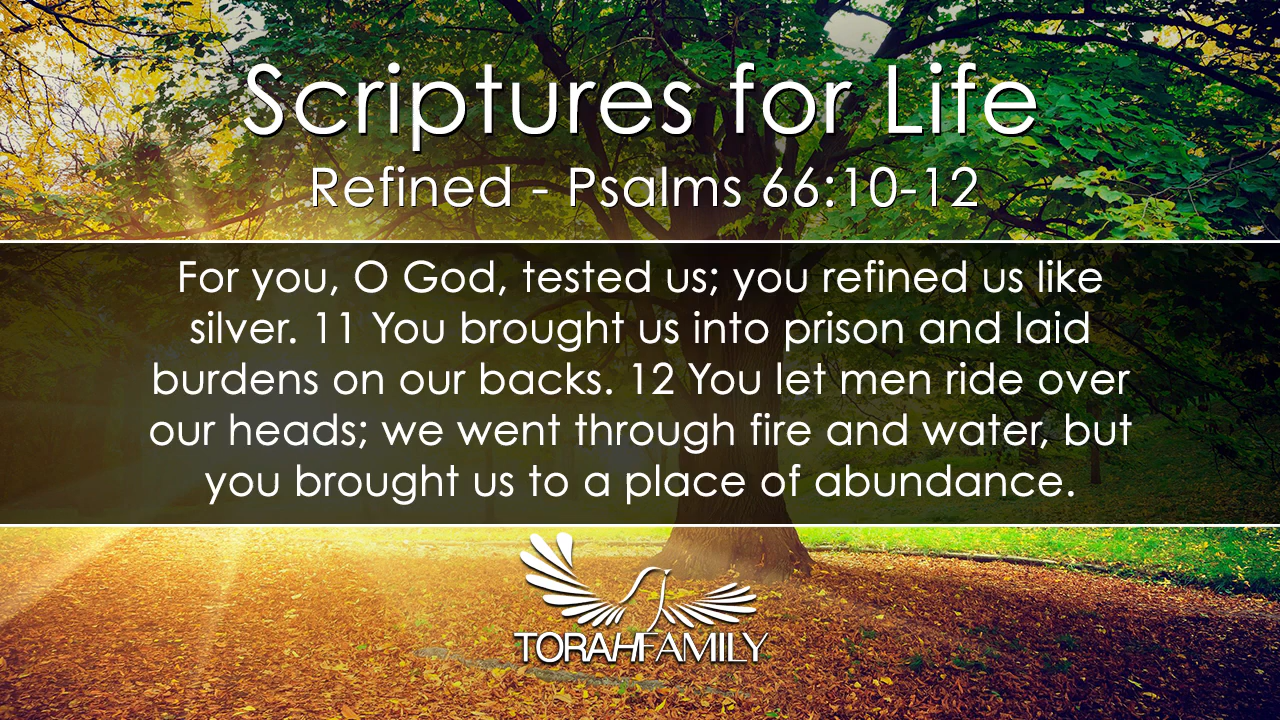 Scriptures for Life
Refined - Psalms 66:10-12
For you, O God, tested us; you refined us like
silver. 11 You brought us into prison and laid
burdens on our backs. 12 You let men ride over
our heads; we went through fire and water, but
you brought us to a place of abundance.
TORAHFAMILY